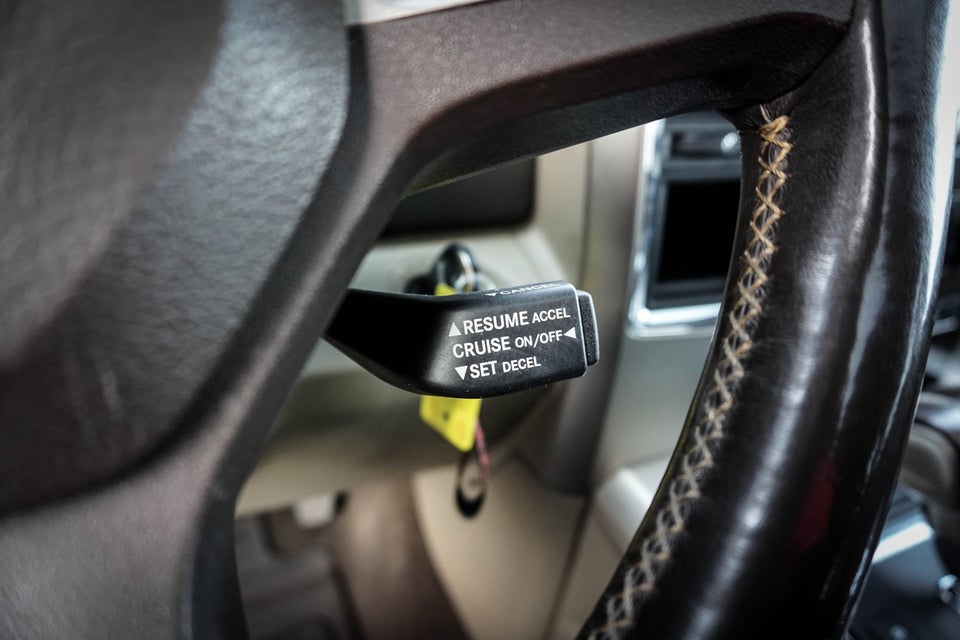 ▼CANCEL
▲RESUME ACCEL
CRUISE ON/OFF◀
▼SET DECEL